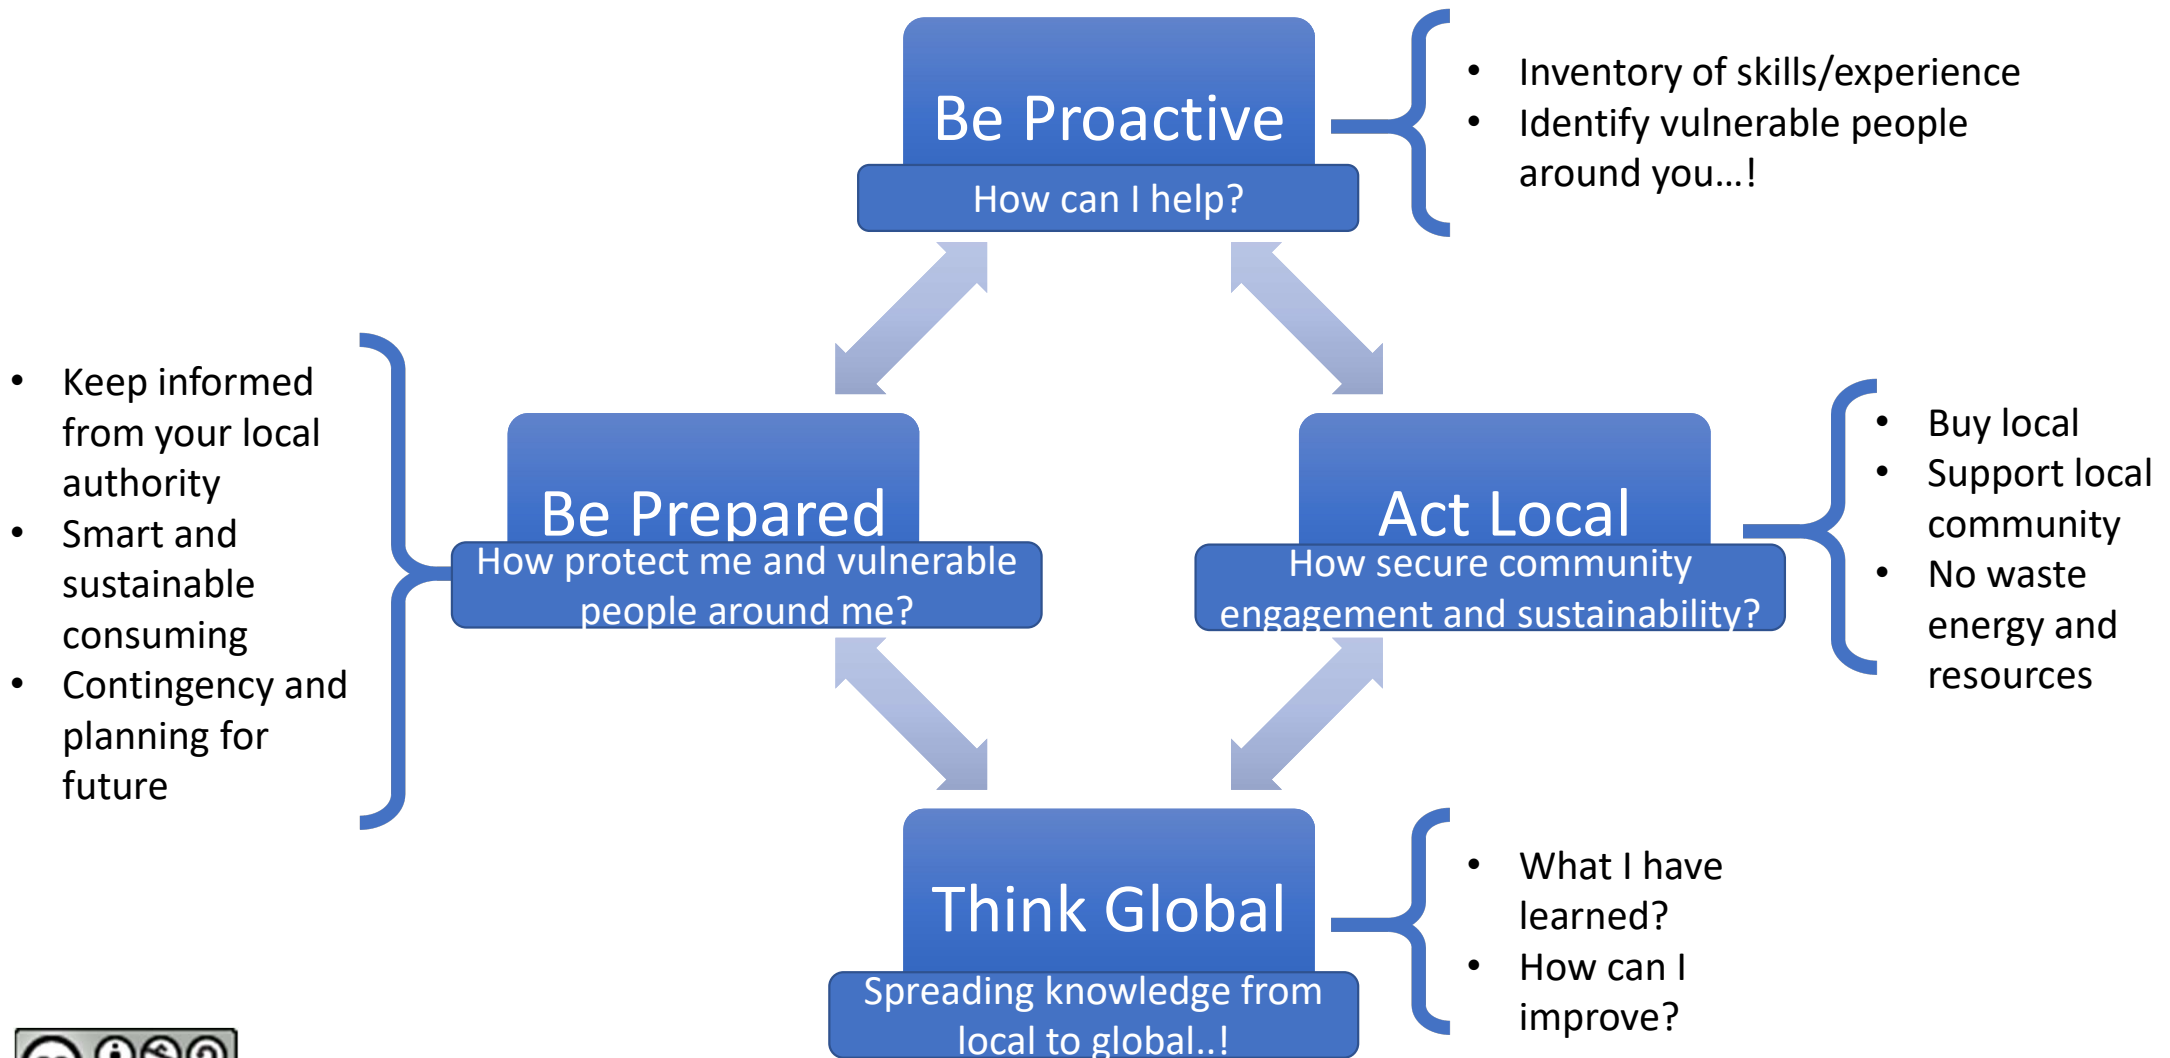 Be Proactive
How can I help?
• Inventory of skills/experience
• Identify vulnerable people
around you...!
• Keep informed
from your local
authority
• Smart and
sustainable
consuming
• Contingency and
planning for
future
Be Prepared
How protect me and vulnerable
people around me?
Act Local
How secure community
engagement and sustainability?
• Buy local
• Support local
community
• No waste
energy and
resources
Think Global
Spreading knowledge from
local to global..!
• What I have
learned?
• How can I
improve?